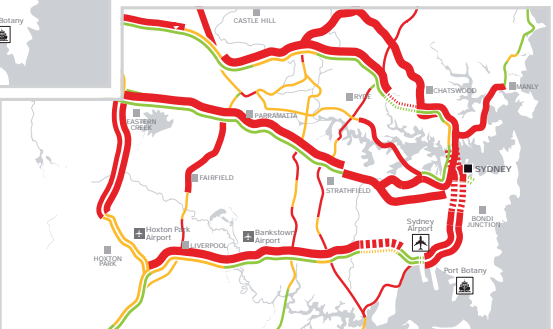 Botany
CASTLE HILL
CHATSWOOD
MANLY
RYDE
EASTERN
CREEK
PARRAMATTA
SYDNEY
FAIRFIELD
STRATHFIELD
BONDI
JUNCTION
Sydney
Airport
Hoxton Park
Airport
Bankstown
Airport
LIVERPOOL
HOXTON
PARK
Port Botany